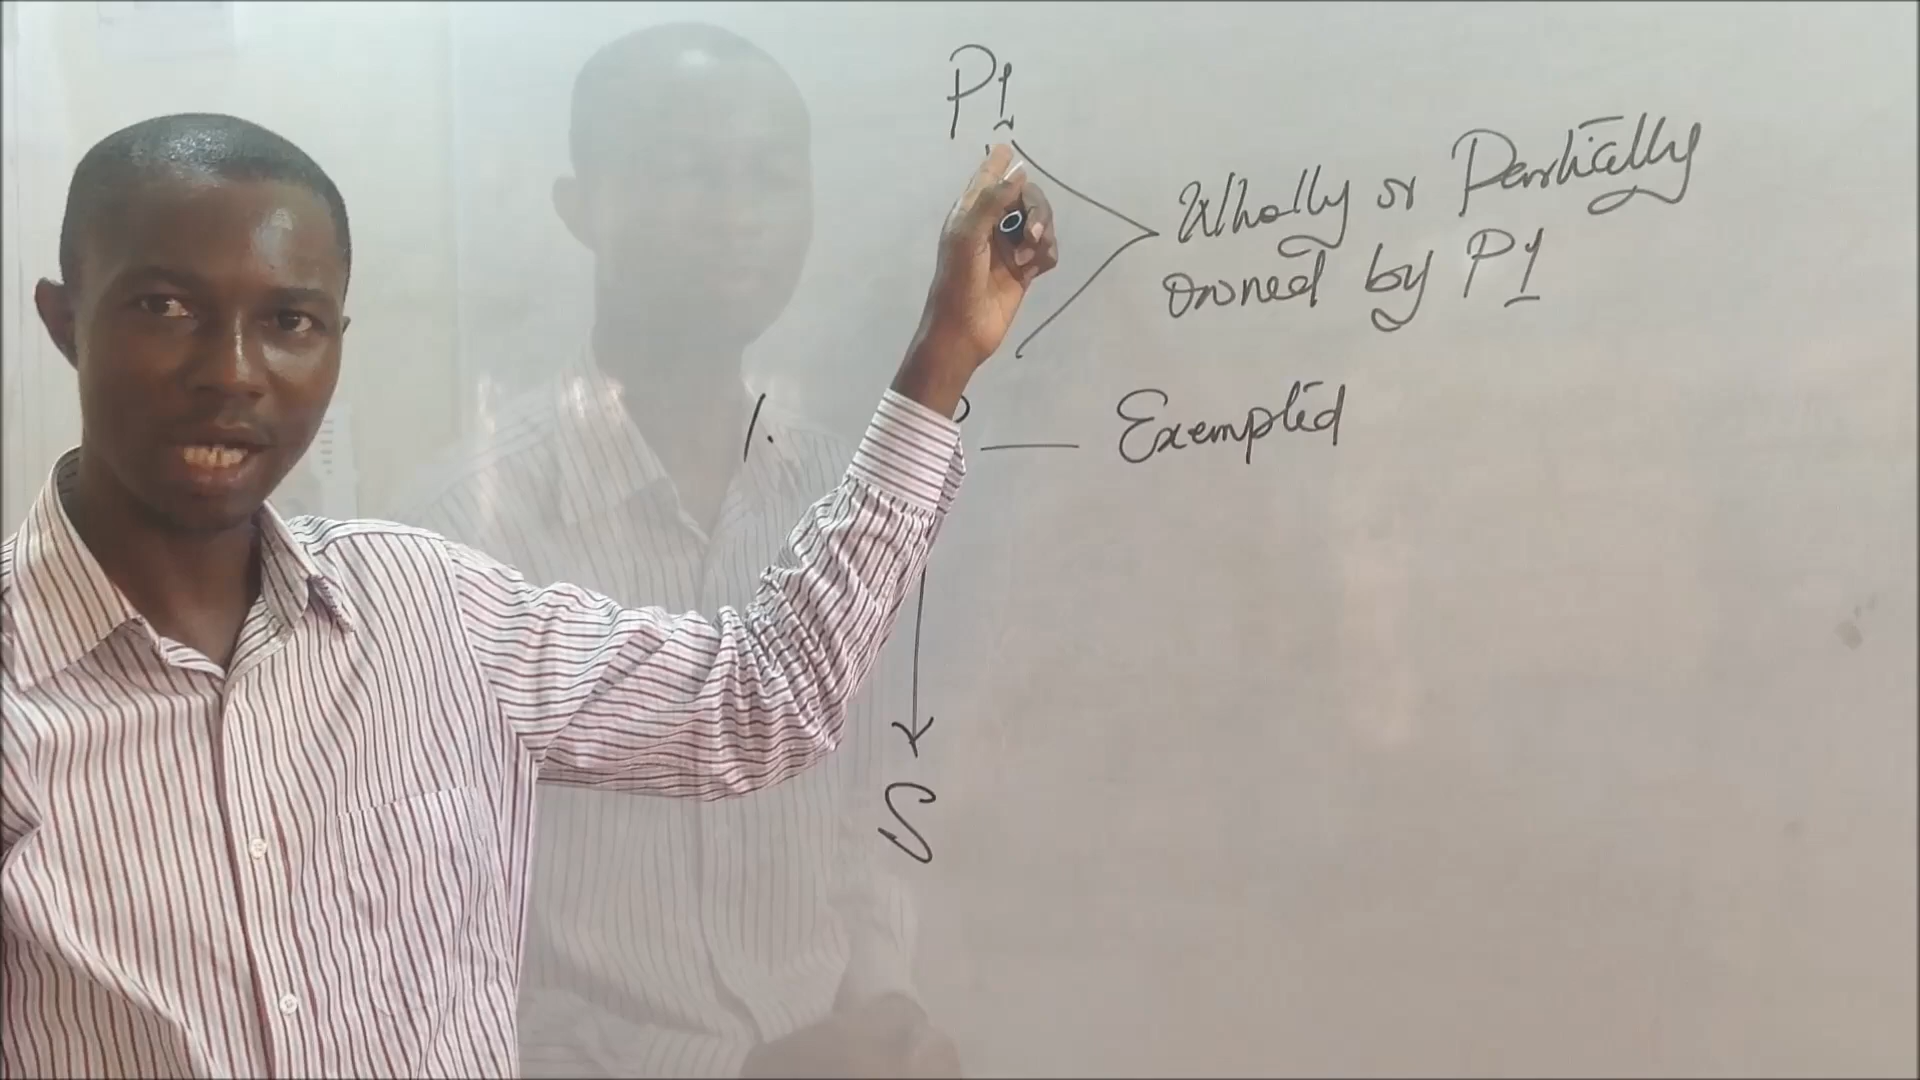 P1
Wholly or Partially
owned by P1
1.
Exempted
S